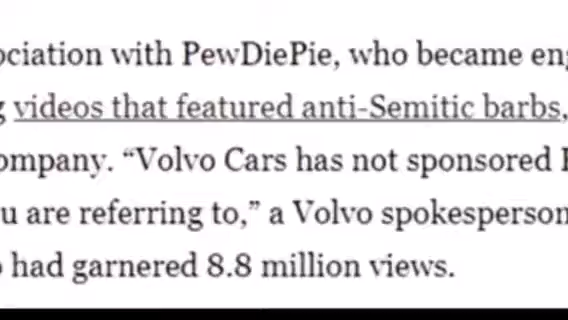 ociation with PewDiePie, who became en
videos that featured anti-Semitic barbs,
ompany. “Volvo Cars has not sponsored
u are referring to,” a Volvo spokesperson
had garnered 8.8 million views.